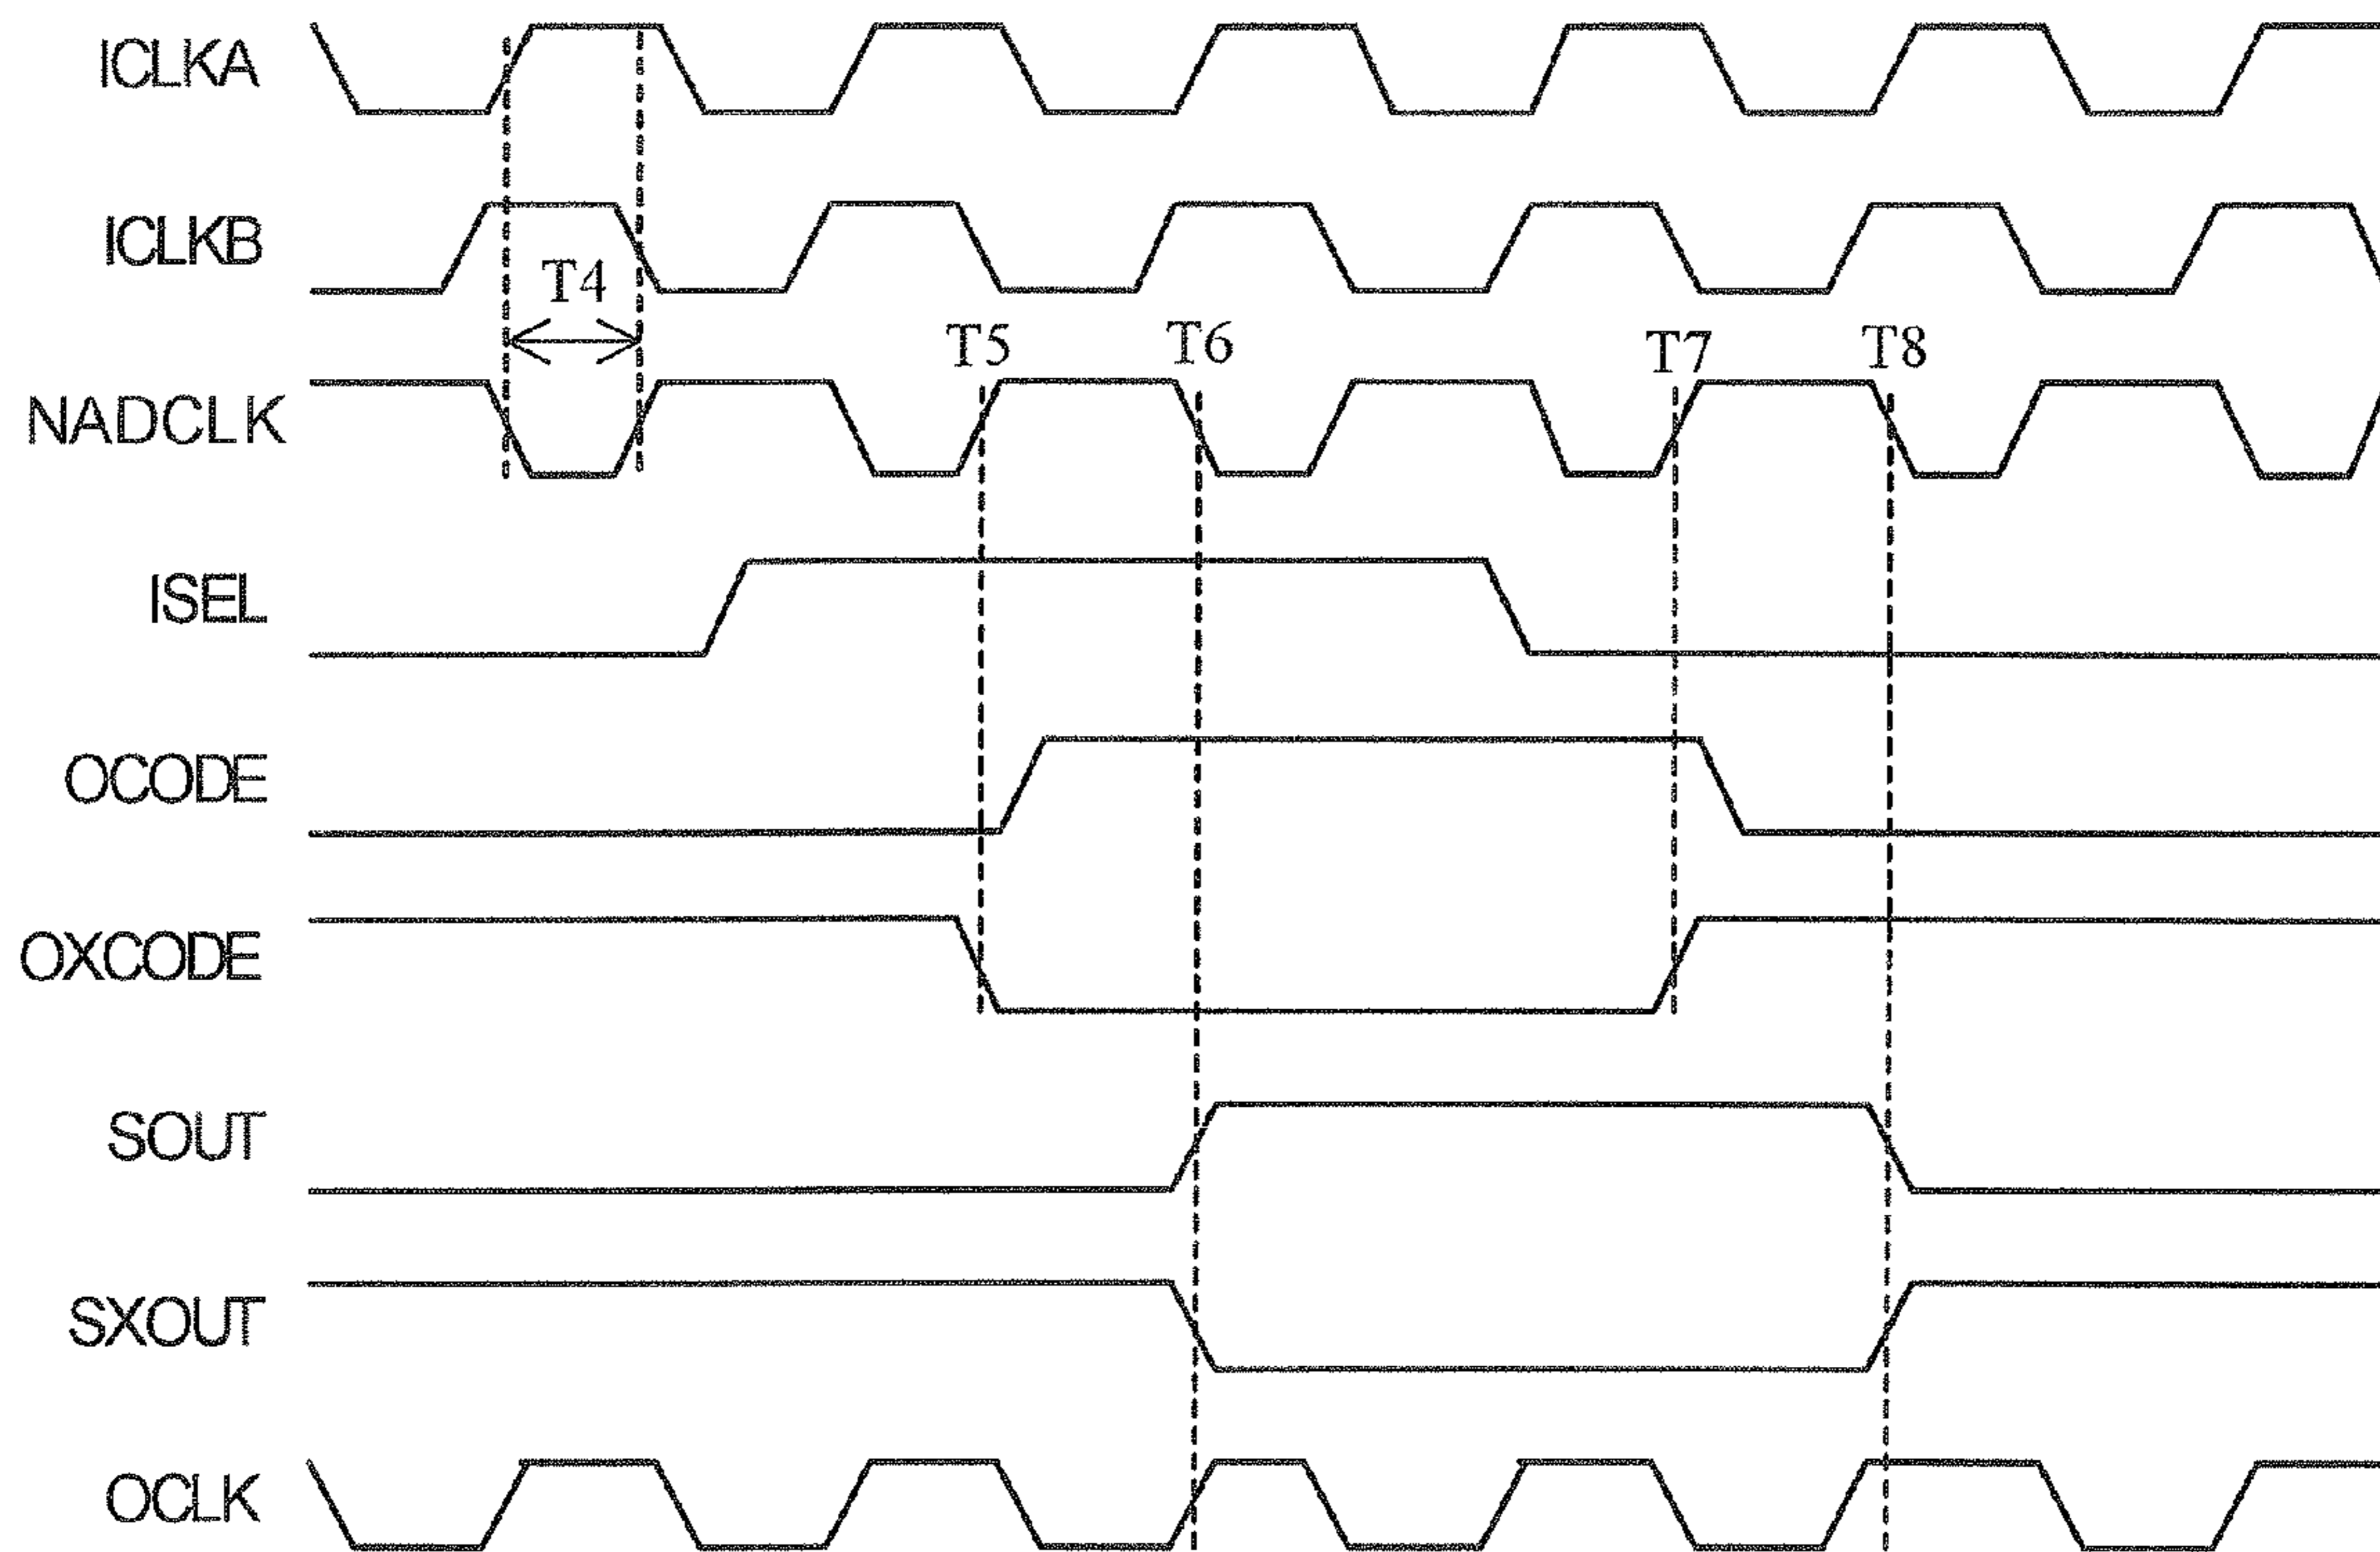 ICLKA
ICLKB
T4
T5 T6 T7 T8
NADCLK
ISEL
OCODE
OXCODE
SOUT
SXOUT
OCLK